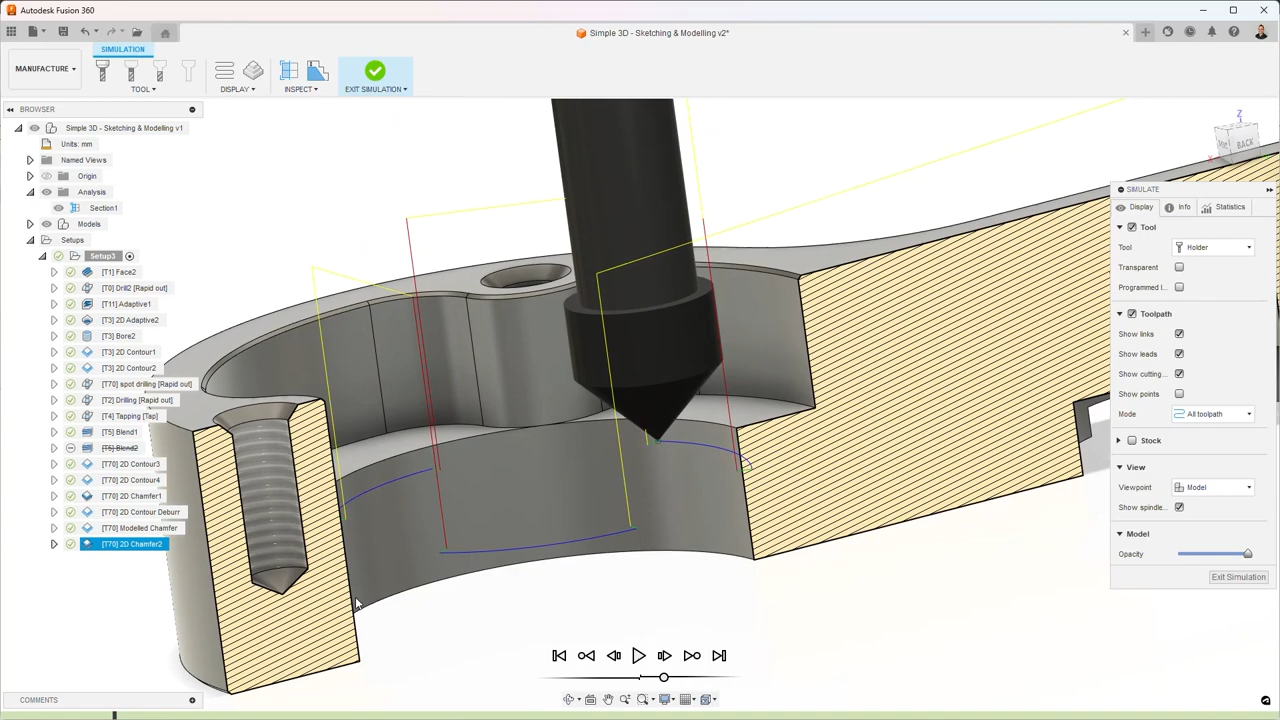 Autodesk Fusion 360
Simple 3D - Sketching & Modelling v2*
SIMULATION
MANUFACTURE
TOOL
DISPLAY
INSPECT
EXIT SIMULATION
BROWSER
Simple 3D - Sketching & Modelling v1
Units: mm
Named Views
Origin
Analysis
Section1
Models
Setups
Setup3
[T1] Face2
[T0] Drill2 [Rapid out]
[T11] Adaptive1
[T3] 2D Adaptive2
[T3] Bore2
[T3] 2D Contour1
[T3] 2D Contour2
[T70] spot drilling [Rapid out]
[T2] Drilling [Rapid out]
[T4] Tapping [Tap]
[T5] Blend1
[T5] Blend2
[T70] 2D Contour3
[T70] 2D Contour4
[T70] 2D Chamfer1
[T70] 2D Contour Deburr
[T70] Modelled Chamfer
[T70] 2D Chamfer2
Z
BACK
SIMULATE
Display
Info
Statistics
Tool
Tool
Holder
Transparent
Programmed l...
Toolpath
Show links
Show leads
Show cutting...
Show points
Mode
All toolpath
Stock
View
Viewpoint
Model
Show spindle...
Model
Opacity
Exit Simulation
COMMENTS